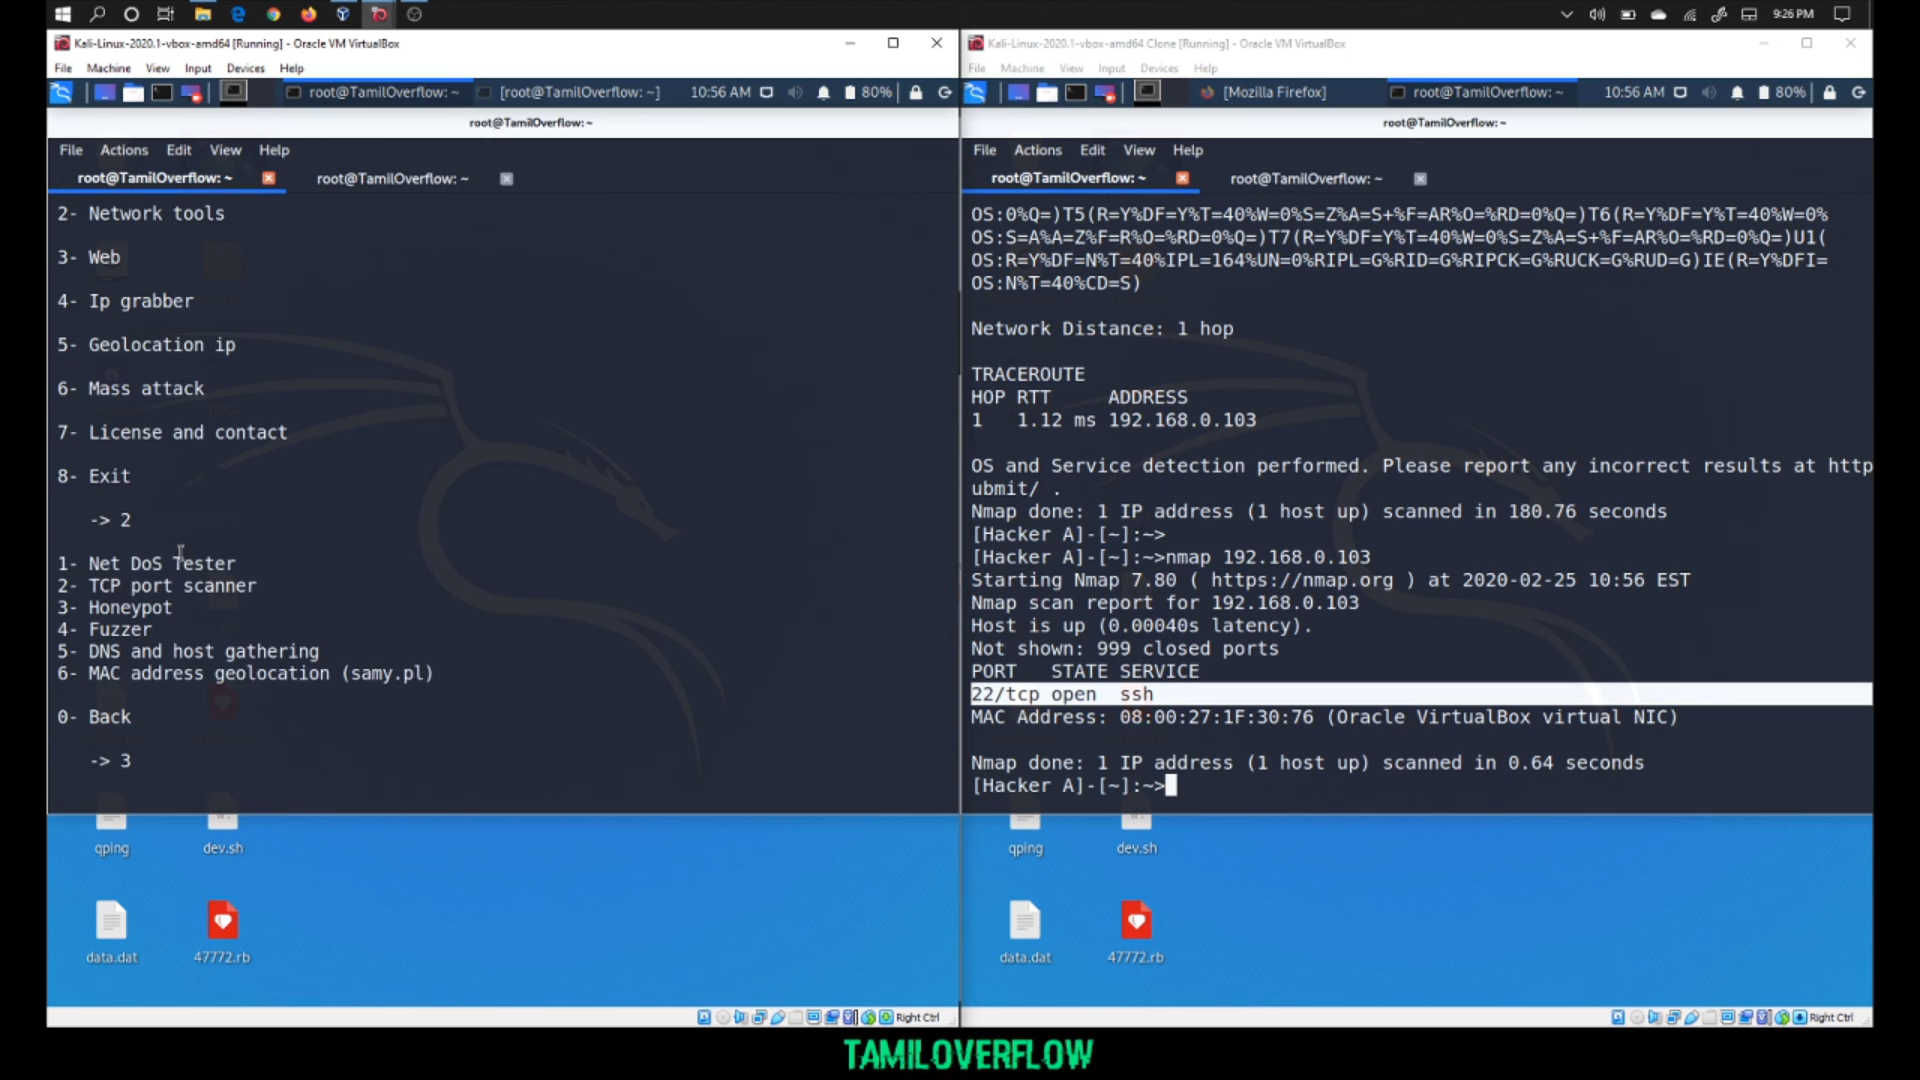 9:26 PM
Kali-Linux-2020.1-vbox-amd64 [Running] - Oracle VM VirtualBox
File Machine View Input Devices Help
root@TamilOverflow: ~ [root@TamilOverflow: ~] 10:56 AM 80%
root@TamilOverflow: ~
File Actions Edit View Help
root@TamilOverflow: ~ root@TamilOverflow: ~
2- Network tools
3- Web
4- Ip grabber
5- Geolocation ip
6- Mass attack
7- License and contact
8- Exit
-> 2
1- Net DoS Tester
2- TCP port scanner
3- Honeypot
4- Fuzzer
5- DNS and host gathering
6- MAC address geolocation (samy.pl)
0- Back
-> 3
qping dev.sh
data.dat 47772.rb
Right Ctrl
Kali-Linux-2020.1-vbox-amd64 Clone [Running] - Oracle VM VirtualBox
File Machine View Input Devices Help
[Mozilla Firefox] root@TamilOverflow: ~ 10:56 AM 80%
root@TamilOverflow: ~
File Actions Edit View Help
root@TamilOverflow: ~ root@TamilOverflow: ~
OS:0%Q=)T5(R=Y%DF=Y%T=40%W=0%S=Z%A=S+%F=AR%O=%RD=0%Q=)T6(R=Y%DF=Y%T=40%W=0%
OS:S=A%A=Z%F=R%O=%RD=0%Q=)T7(R=Y%DF=Y%T=40%W=0%S=Z%A=S+%F=AR%O=%RD=0%Q=)U1(
OS:R=Y%DF=N%T=40%IPL=164%UN=0%RIPL=G%RID=G%RIPCK=G%RUCK=G%RUD=G)IE(R=Y%DFI=
OS:N%T=40%CD=S)
Network Distance: 1 hop
TRACEROUTE
HOP RTT ADDRESS
1 1.12 ms 192.168.0.103
OS and Service detection performed. Please report any incorrect results at http
ubmit/ .
Nmap done: 1 IP address (1 host up) scanned in 180.76 seconds
[Hacker A]-[~]:~>
[Hacker A]-[~]:~>nmap 192.168.0.103
Starting Nmap 7.80 ( https://nmap.org ) at 2020-02-25 10:56 EST
Nmap scan report for 192.168.0.103
Host is up (0.00040s latency).
Not shown: 999 closed ports
PORT STATE SERVICE
22/tcp open ssh
MAC Address: 08:00:27:1F:30:76 (Oracle VirtualBox virtual NIC)
Nmap done: 1 IP address (1 host up) scanned in 0.64 seconds
[Hacker A]-[~]:~>
qping dev.sh
data.dat 47772.rb
Right Ctrl
TAMILOVERFLOW